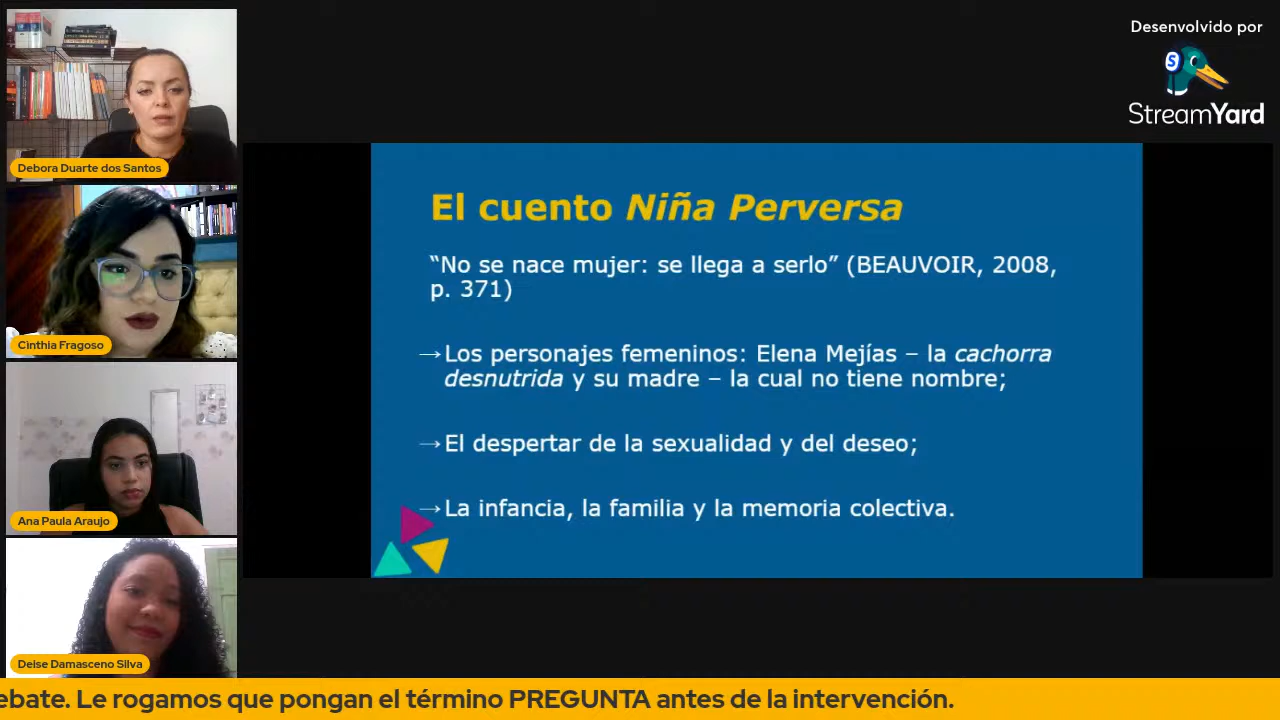 Desenvolvido por
StreamYard
Debora Duarte dos Santos
Cinthia Fragoso
Ana Paula Araujo
Deise Damasceno Silva
El cuento Niña Perversa
“No se nace mujer: se llega a serlo” (BEAUVOIR, 2008,
p. 371)
→Los personajes femeninos: Elena Mejías – la cachorra
desnutrida y su madre – la cual no tiene nombre;
→El despertar de la sexualidad y del deseo;
→La infancia, la familia y la memoria colectiva.
ebate. Le rogamos que pongan el término PREGUNTA antes de la intervención.